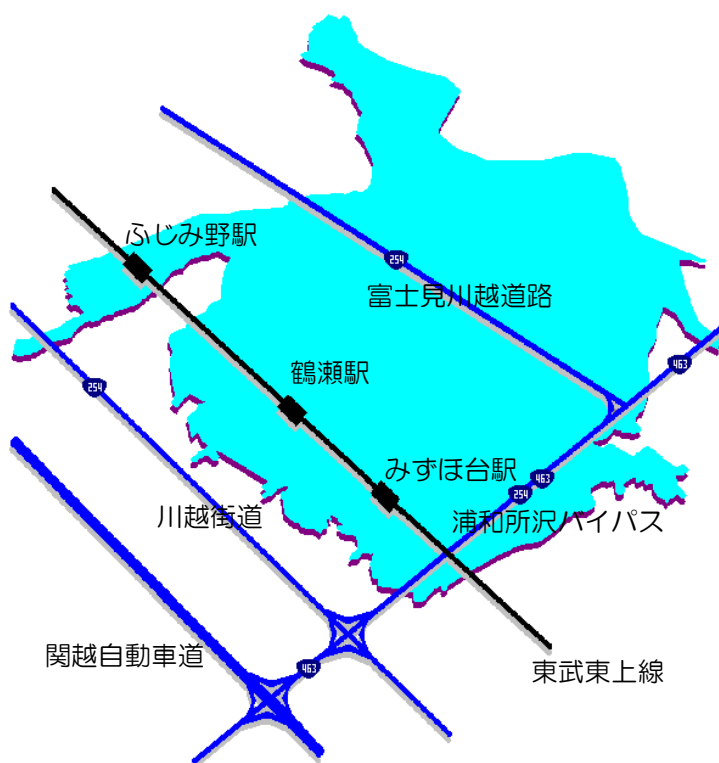 ふじみ野駅
254
富士見川越道路
463
鶴瀬駅
254
みずほ台駅
463
254
川越街道
浦和所沢バイパス
関越自動車道
463
東武東上線